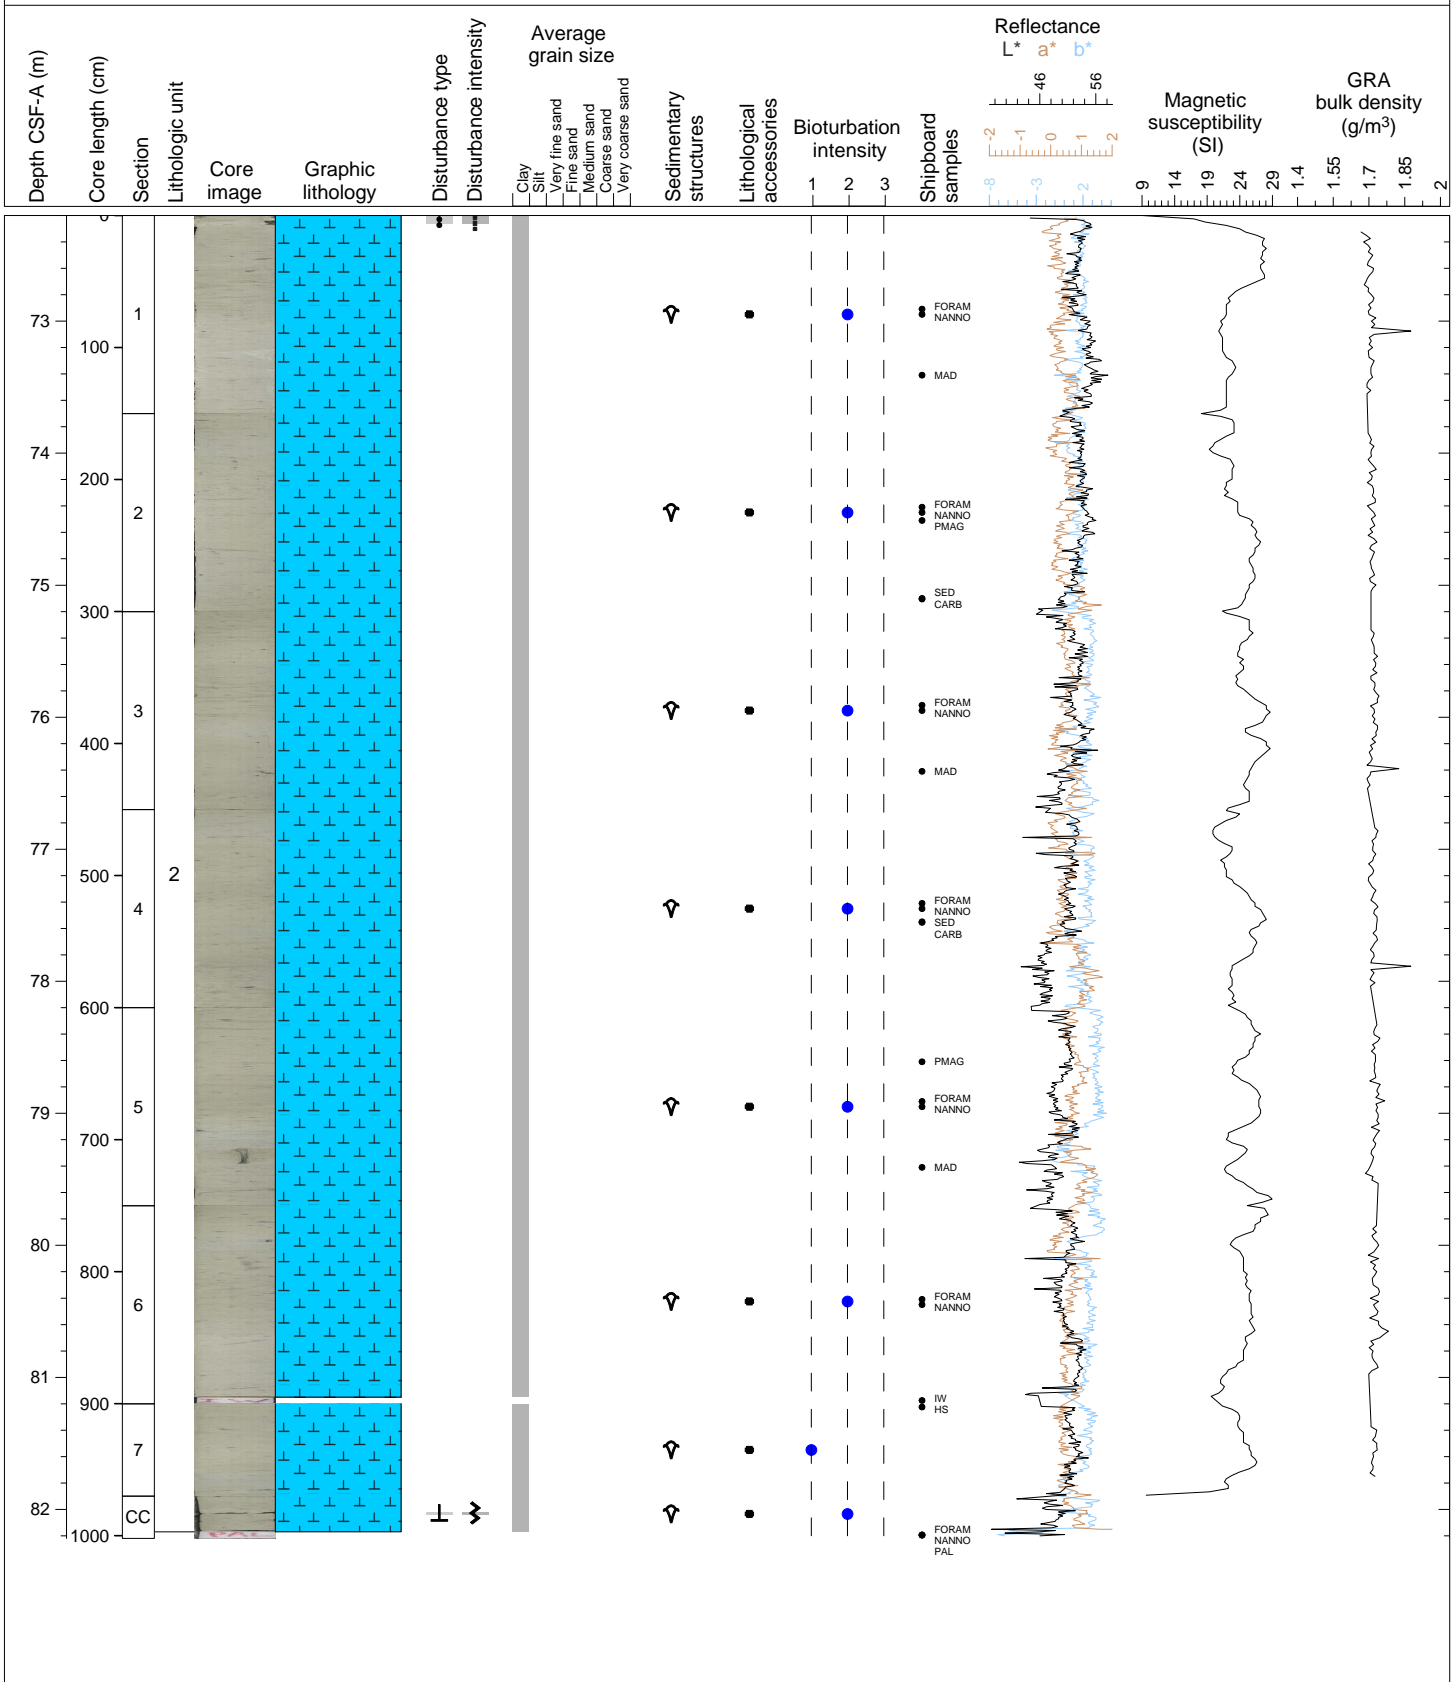 Depth CSF-A (m)
Core length (cm)
Section
Lithologic unit
Core
image
Graphic
lithology
Disturbance type
Disturbance intensity
Average
grain size
Clay
Silt
Very fine sand
Fine sand
Medium sand
Coarse sand
Very coarse sand
Sedimentary
structures
Lithological
accessories
Bioturbation
intensity
1 2 3
Shipboard
samples
Reflectance
L* a* b*
46 56
-2 -1 0 1 2
-8 -3 2
Magnetic
susceptibility
(SI)
9 14 19 24 29
GRA
bulk density
(g/m³)
1.4 1.55 1.7 1.85 2
0
FORAM
1
73
NANNO
100
MAD
74
200
FORAM
2
NANNO
PMAG
75
SED
CARB
300
FORAM
3
NANNO
76
400
MAD
77
2
500
FORAM
4
NANNO
SED
CARB
78
600
PMAG
FORAM
5
NANNO
79
700
MAD
80
800
FORAM
6
NANNO
81
IW
900
HS
7
82
CC
1000
FORAM
NANNO
PAL